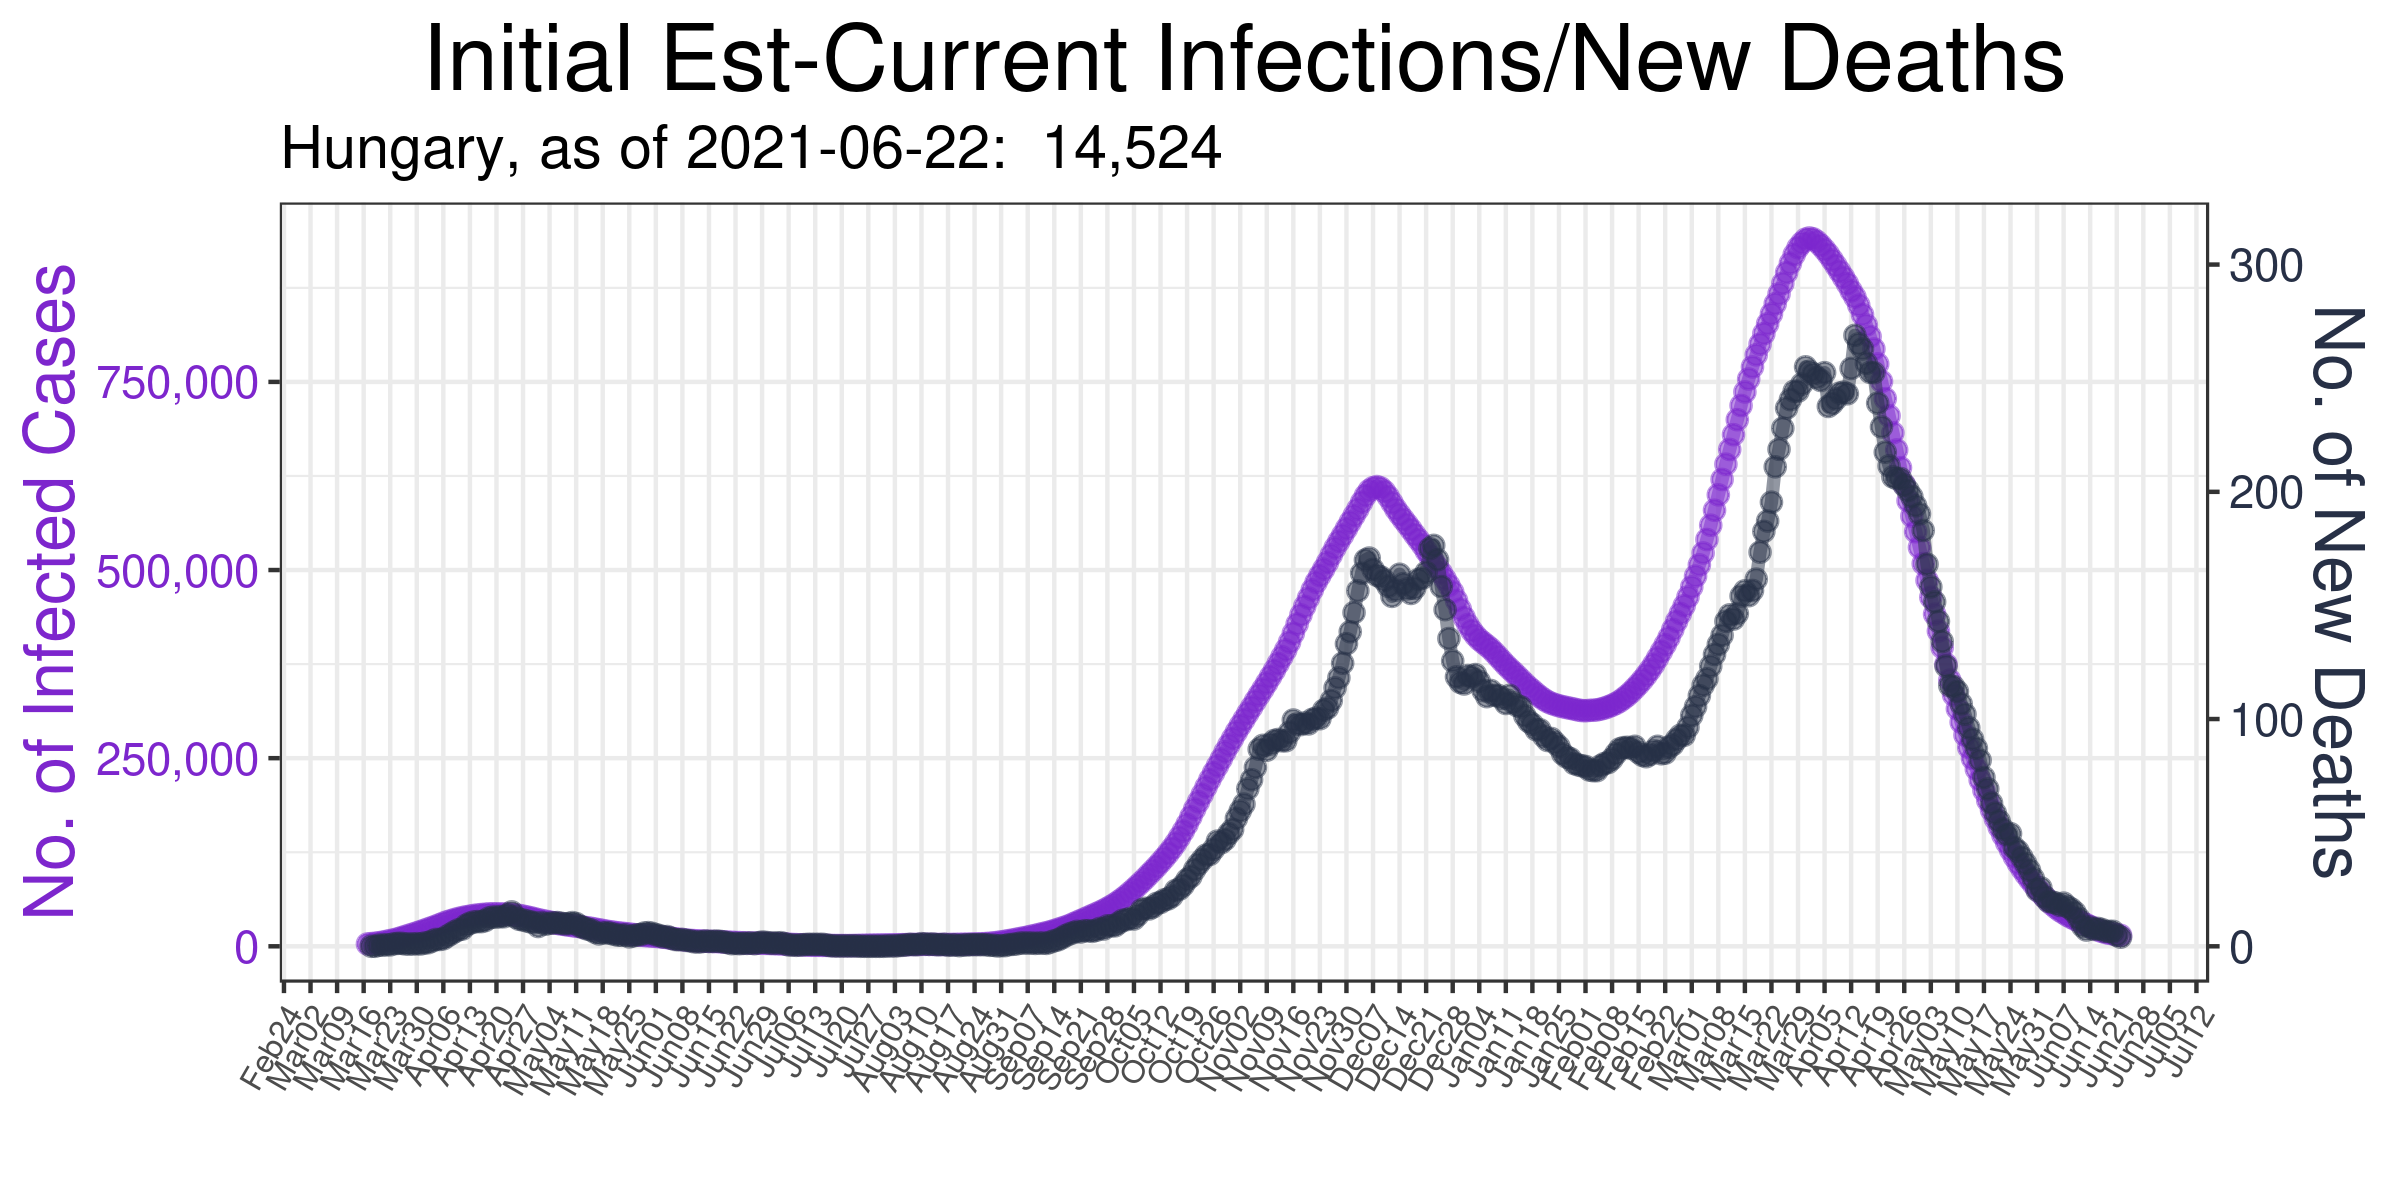 Initial Est-Current Infections/New Deaths
Hungary, as of 2021-06-22:  14,524
No. of Infected Cases
750,000
500,000
250,000
0
300
200
100
0
No. of New Deaths
Feb24
Mar02
Mar09
Mar16
Mar23
Mar30
Apr06
Apr13
Apr20
Apr27
May04
May11
May18
May25
Jun01
Jun08
Jun15
Jun22
Jun29
Jul06
Jul13
Jul20
Jul27
Aug03
Aug10
Aug17
Aug24
Aug31
Sep07
Sep14
Sep21
Sep28
Oct05
Oct12
Oct19
Oct26
Nov02
Nov09
Nov16
Nov23
Nov30
Dec07
Dec14
Dec21
Dec28
Jan04
Jan11
Jan18
Jan25
Feb01
Feb08
Feb15
Feb22
Mar01
Mar08
Mar15
Mar22
Mar29
Apr05
Apr12
Apr19
Apr26
May03
May10
May17
May24
May31
Jun07
Jun14
Jun21
Jun28
Jul05
Jul12